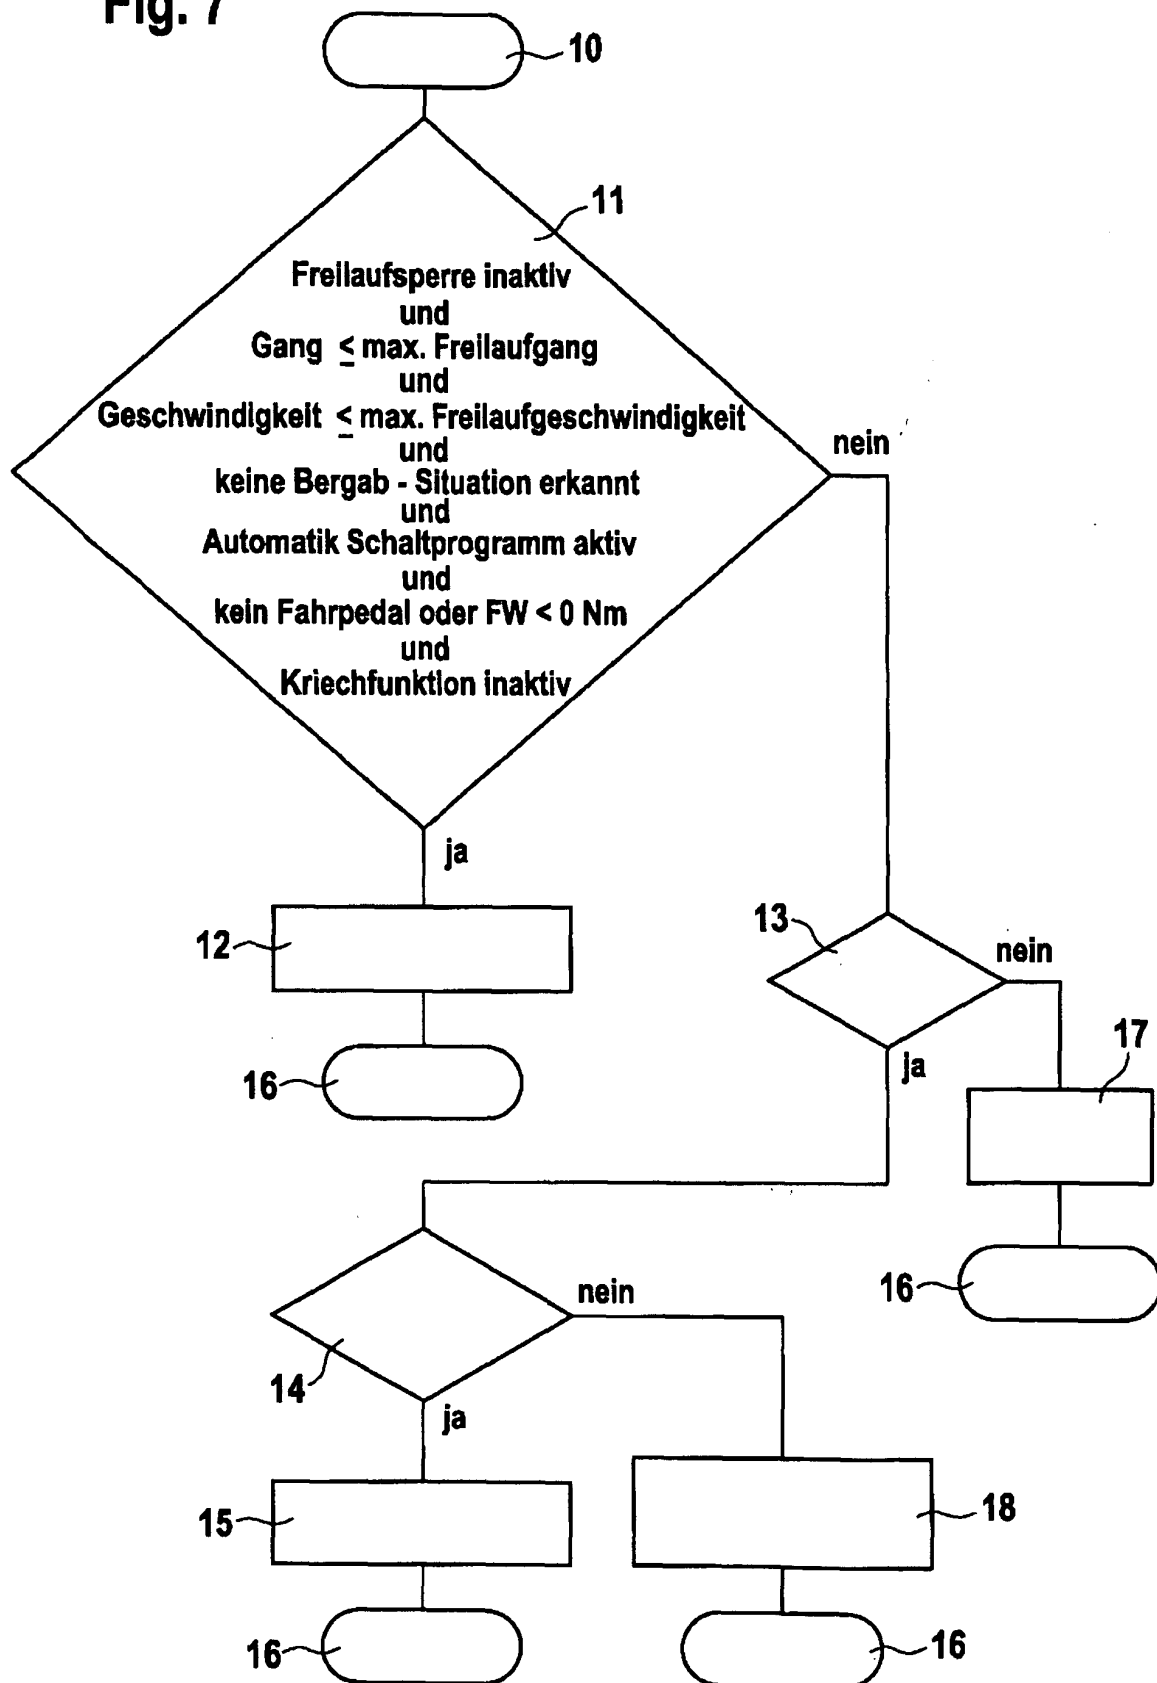 Fig. 7
10
11
Freilaufsperre inaktiv
und
Gang ≤ max. Freilaufgang
und
Geschwindigkeit ≤ max. Freilaufgeschwindigkeit
und
keine Bergab - Situation erkannt
und
Automatik Schaltprogramm aktiv
und
kein Fahrpedal oder FW < 0 Nm
und
Kriechfunktion inaktiv
nein
ja
12
13
nein
16
ja
17
16
nein
14
ja
15
18
16
16